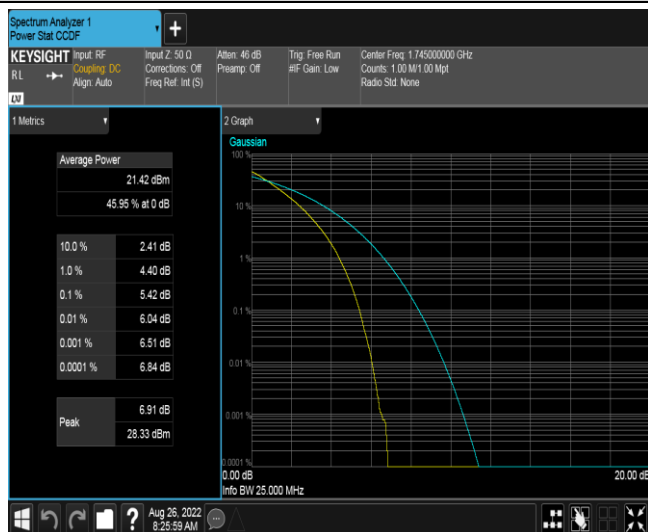 Spectrum Analyzer 1
Power Stat CCDF
KEYSIGHT
RL
LXI
Input: RF
Coupling: DC
Align: Auto
Input Z: 50 Ω
Corrections: Off
Freq Ref: Int (S)
Atten: 46 dB
Preamp: Off
Trig: Free Run
#IF Gain: Low
Center Freq: 1.745000000 GHz
Counts: 1.00 M/1.00 Mpt
Radio Std: None
1 Metrics
Average Power
21.42 dBm
45.95 % at 0 dB
10.0 % 2.41 dB
1.0 % 4.40 dB
0.1 % 5.42 dB
0.01 % 6.04 dB
0.001 % 6.51 dB
0.0001 % 6.84 dB
Peak
6.91 dB
28.33 dBm
2 Graph
Gaussian
100 %
10 %
1 %
0.1 %
0.01 %
0.001 %
0.0001 %
0.00 dB
20.00 dB
Info BW 25.000 MHz
?
Aug 26, 2022
8:25:59 AM